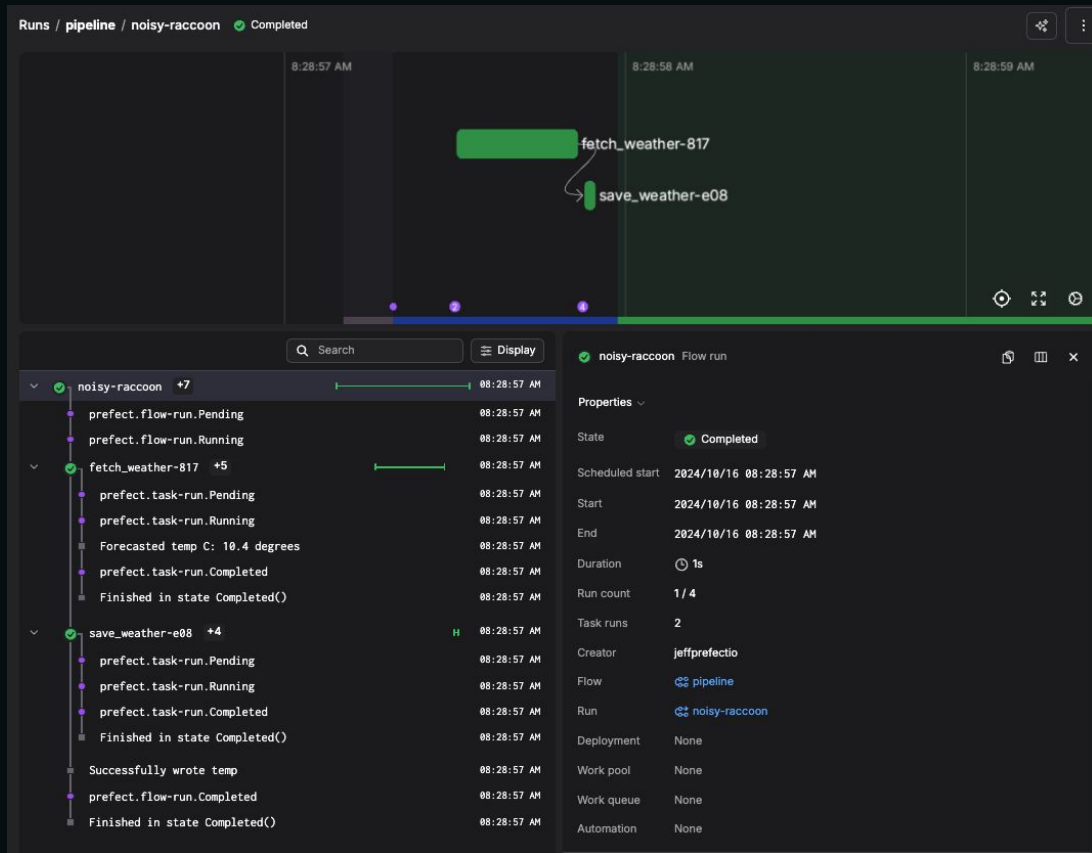 Runs / pipeline / noisy-raccoon Completed
8:28:57 AM 8:28:58 AM 8:28:59 AM
fetch_weather-817
save_weather-e08
2 4
Search Display
noisy-raccoon +7 08:28:57 AM
prefect.flow-run.Pending 08:28:57 AM
prefect.flow-run.Running 08:28:57 AM
fetch_weather-817 +5 08:28:57 AM
prefect.task-run.Pending 08:28:57 AM
prefect.task-run.Running 08:28:57 AM
Forecasted temp C: 10.4 degrees 08:28:57 AM
prefect.task-run.Completed 08:28:57 AM
Finished in state Completed() 08:28:57 AM
save_weather-e08 +4 08:28:57 AM
prefect.task-run.Pending 08:28:57 AM
prefect.task-run.Running 08:28:57 AM
prefect.task-run.Completed 08:28:57 AM
Finished in state Completed() 08:28:57 AM
Successfully wrote temp 08:28:57 AM
prefect.flow-run.Completed 08:28:57 AM
Finished in state Completed() 08:28:57 AM
noisy-raccoon Flow run
Properties
State Completed
Scheduled start 2024/10/16 08:28:57 AM
Start 2024/10/16 08:28:57 AM
End 2024/10/16 08:28:57 AM
Duration 1s
Run count 1 / 4
Task runs 2
Creator jeffprefectio
Flow pipeline
Run noisy-raccoon
Deployment None
Work pool None
Work queue None
Automation None